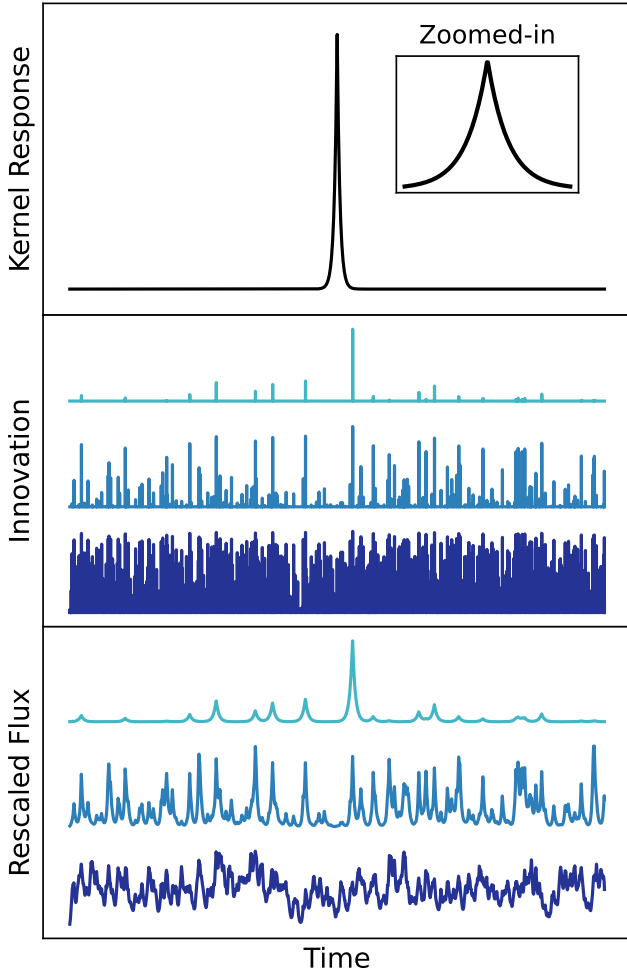 Zoomed-in
Kernel Response
Innovation
Rescaled Flux
Time